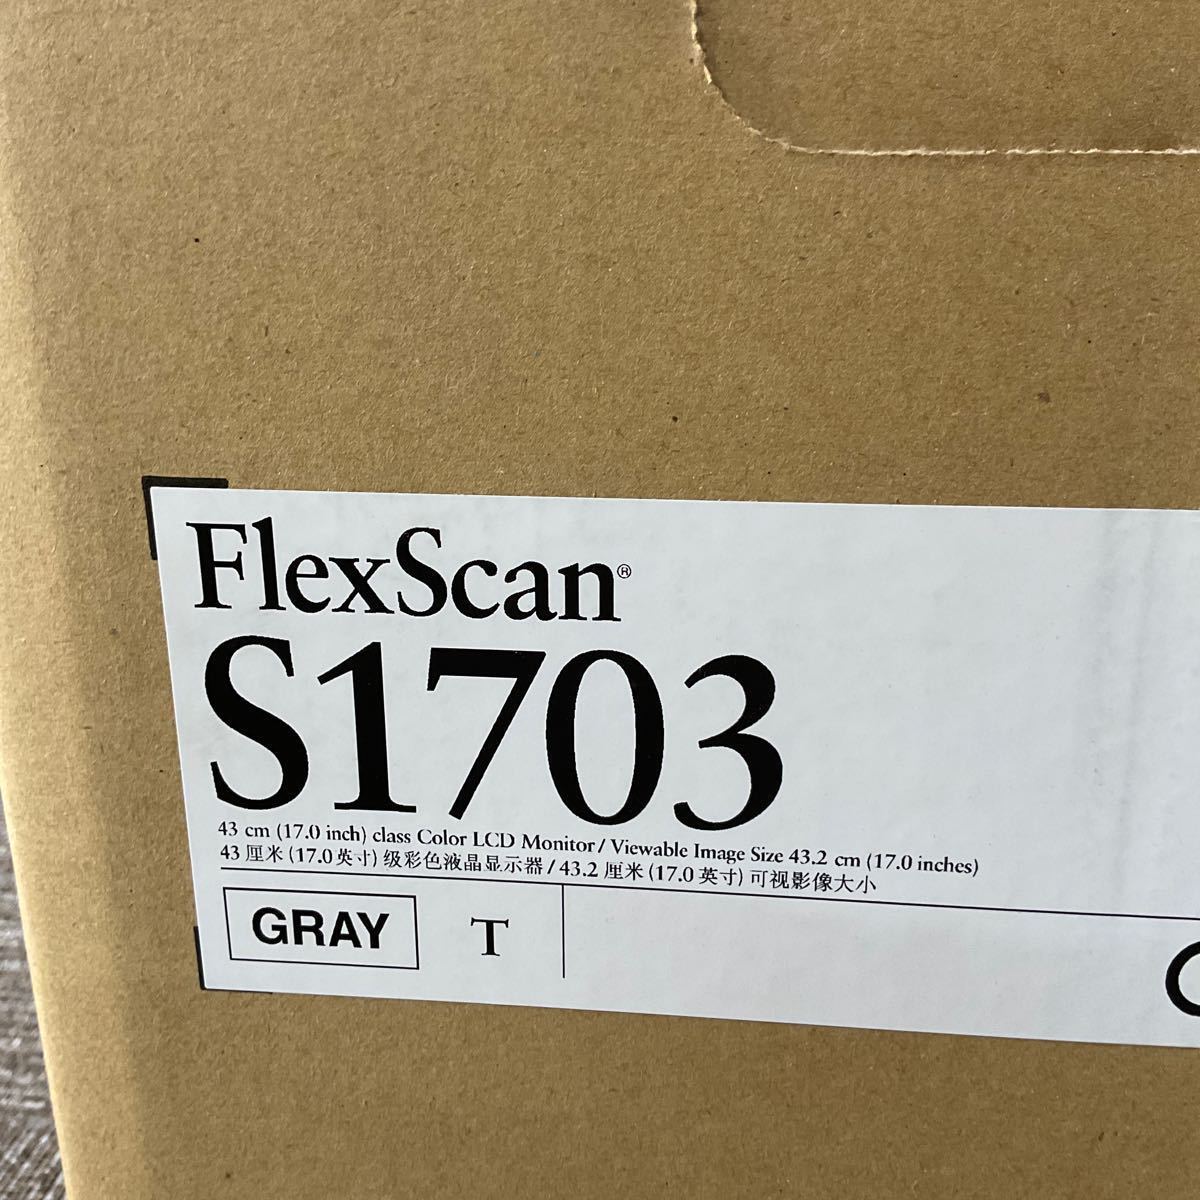 FlexScan®
S1703
43 cm (17.0 inch) class Color LCD Monitor / Viewable Image Size 43.2 cm (17.0 inches)
43 厘米 (17.0 英寸) 级彩色液晶显示器 / 43.2 厘米 (17.0 英寸) 可视影像大小
GRAY T